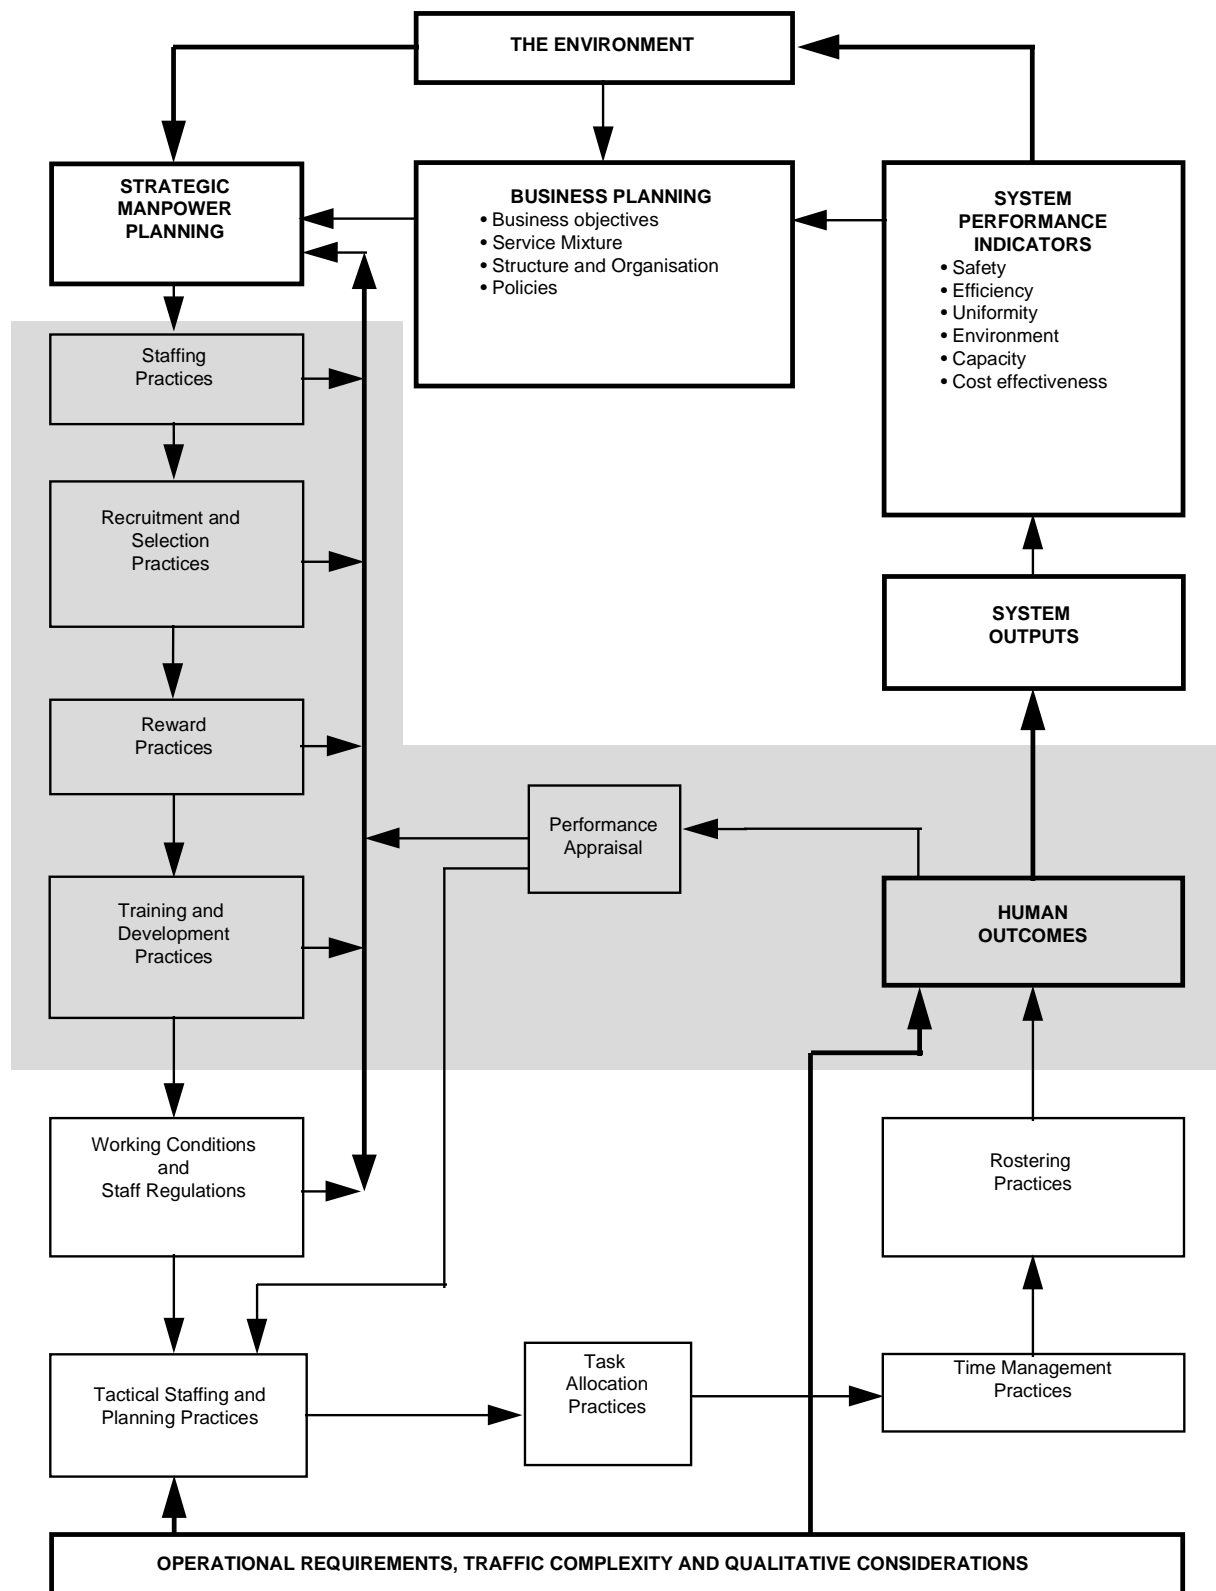 THE ENVIRONMENT
STRATEGIC
MANPOWER
PLANNING
BUSINESS PLANNING
• Business objectives
• Service Mixture
• Structure and Organisation
• Policies
SYSTEM
PERFORMANCE
INDICATORS
• Safety
• Efficiency
• Uniformity
• Environment
• Capacity
• Cost effectiveness
Staffing
Practices
Recruitment and
Selection
Practices
SYSTEM
OUTPUTS
Reward
Practices
Performance
Appraisal
Training and
Development
Practices
HUMAN
OUTCOMES
Working Conditions
and
Staff Regulations
Rostering
Practices
Tactical Staffing and
Planning Practices
Task
Allocation
Practices
Time Management
Practices
OPERATIONAL REQUIREMENTS, TRAFFIC COMPLEXITY AND QUALITATIVE CONSIDERATIONS